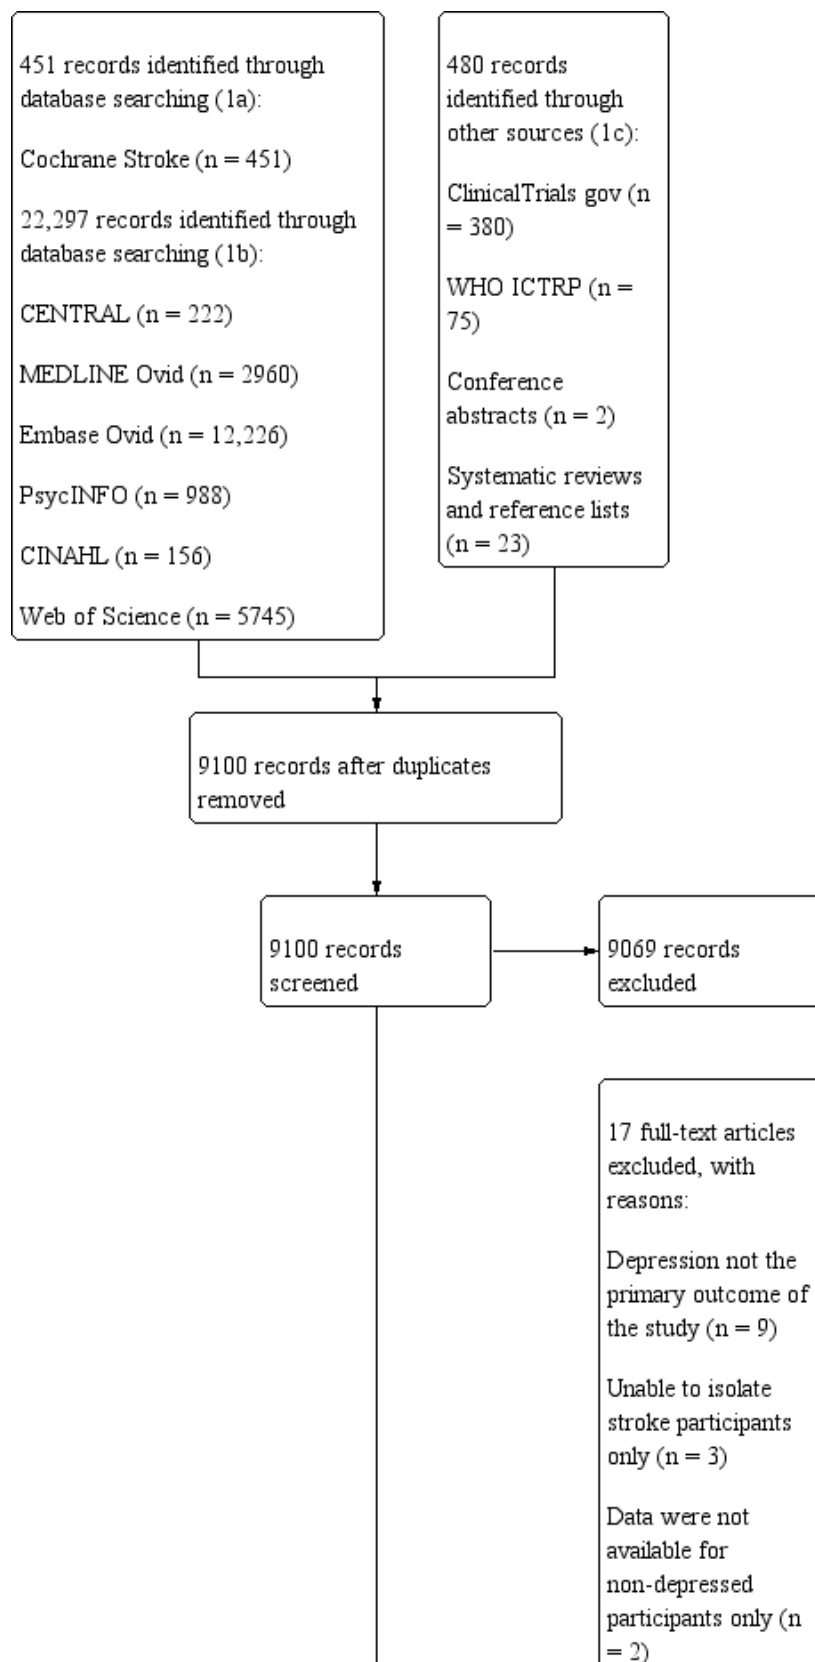 451 records identified through
database searching (1a):
Cochrane Stroke (n = 451)
22,297 records identified through
database searching (1b):
CENTRAL (n = 222)
MEDLINE Ovid (n = 2960)
Embase Ovid (n = 12,226)
PsycINFO (n = 988)
CINAHL (n = 156)
Web of Science (n = 5745)
480 records
identified through
other sources (1c):
ClinicalTrials gov (n
= 380)
WHO ICTRP (n =
75)
Conference
abstracts (n = 2)
Systematic reviews
and reference lists
(n = 23)
9100 records after duplicates
removed
9100 records
screened
9069 records
excluded
17 full-text articles
excluded, with
reasons:
Depression not the
primary outcome of
the study (n = 9)
Unable to isolate
stroke participants
only (n = 3)
Data were not
available for
non-depressed
participants only (n
= 2)